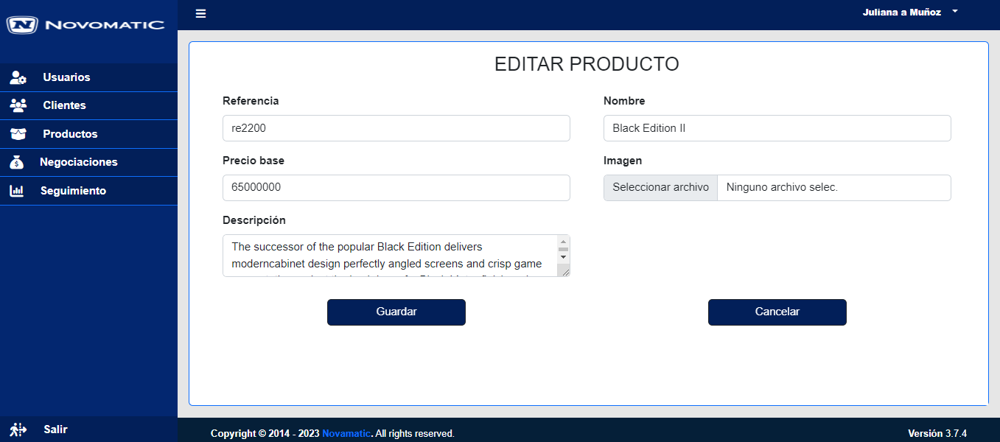 NOVOMATIC
Juliana a Muñoz
Usuarios
Clientes
Productos
Negociaciones
Seguimiento
Salir
EDITAR PRODUCTO
Referencia
re2200
Nombre
Black Edition II
Precio base
65000000
Imagen
Seleccionar archivo Ninguno archivo selec.
Descripción
The successor of the popular Black Edition delivers
moderncabinet design perfectly angled screens and crisp game
Guardar
Cancelar
Copyright © 2014 - 2023 Novamatic. All rights reserved.
Versión 3.7.4